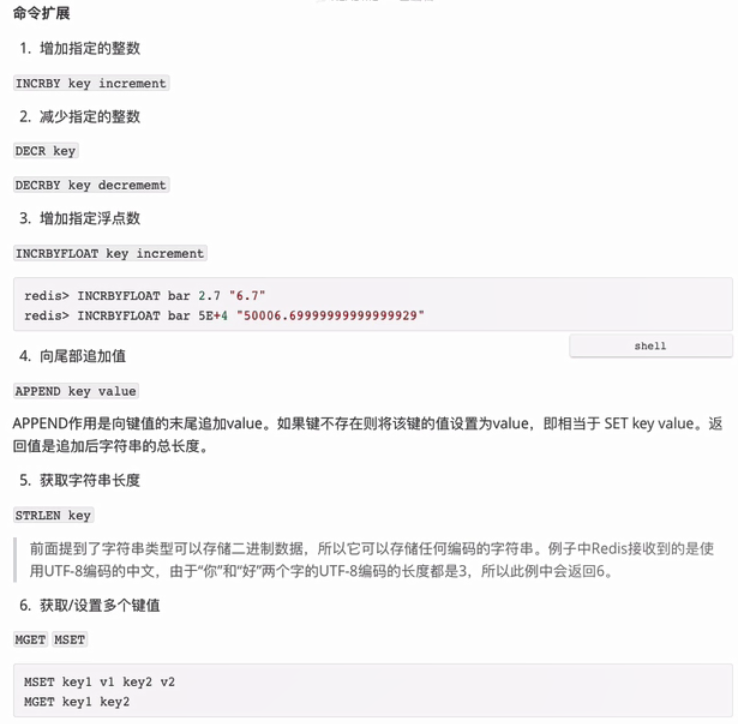 命令扩展
1. 增加指定的整数
INCRBY key increment
2. 减少指定的整数
DECR key
DECRBY key decrememt
3. 增加指定浮点数
INCRBYFLOAT key increment
redis> INCRBYFLOAT bar 2.7 "6.7"
redis> INCRBYFLOAT bar 5E+4 "50006.69999999999999929"
shell
4. 向尾部追加值
APPEND key value
APPEND作用是向键值的末尾追加value。如果键不存在则将该键的值设置为value，即相当于 SET key value。返
回值是追加后字符串的总长度。
5. 获取字符串长度
STRLEN key
前面提到了字符串类型可以存储二进制数据，所以它可以存储任何编码的字符串。例子中Redis接收到的是使
用UTF-8编码的中文，由于“你”和“好”两个字的UTF-8编码的长度都是3，所以此例中会返回6。
6. 获取/设置多个键值
MGET MSET
MSET key1 v1 key2 v2
MGET key1 key2